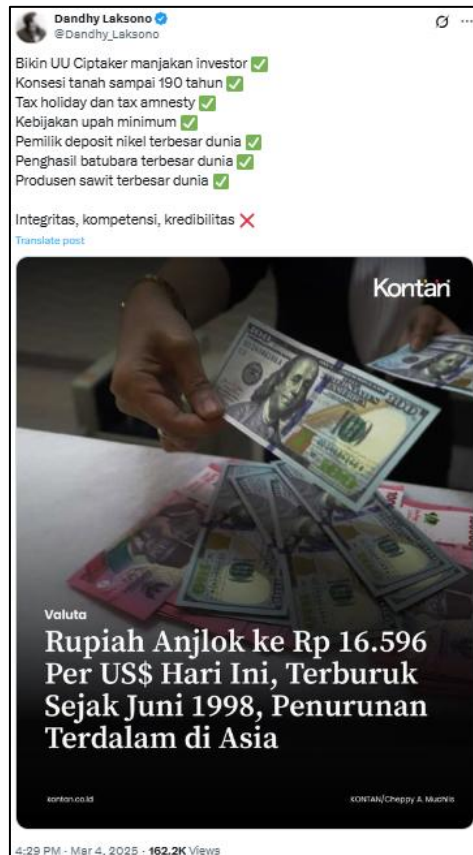 Dandhy Laksono
@Dandhy_Laksono
Bikin UU Ciptaker manjakan investor ✅
Konsesi tanah sampai 190 tahun ✅
Tax holiday dan tax amnesty ✅
Kebijakan upah minimum ✅
Pemilik deposit nikel terbesar dunia ✅
Penghasil batubara terbesar dunia ✅
Produsen sawit terbesar dunia ✅
Integritas, kompetensi, kredibilitas ❌
Translate post
Kontan
100
Valuta
Rupiah Anjlok ke Rp 16.596
Per US$ Hari Ini, Terburuk
Sejak Juni 1998, Penurunan
Terdalam di Asia
kontan.co.id
KONTAN/Cheppy A. Muchlis
4:29 PM · Mar 4, 2025 · 162.2K Views